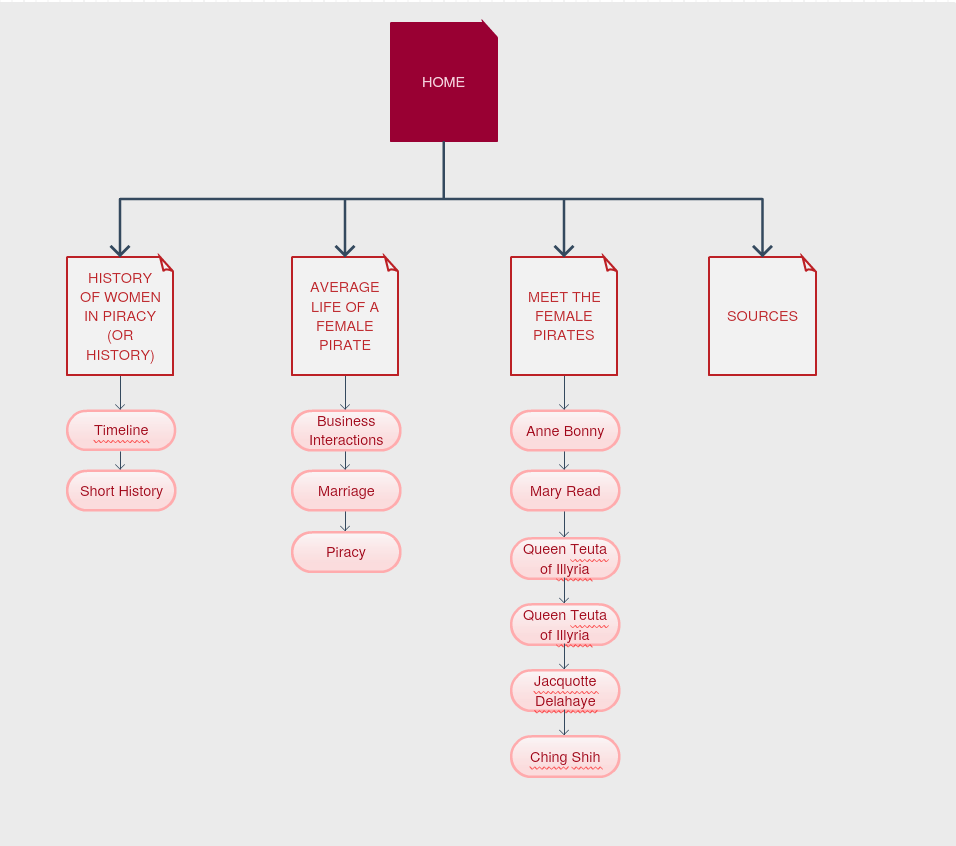 HOME
HISTORY
OF WOMEN
IN PIRACY
(OR
HISTORY)
AVERAGE
LIFE OF A
FEMALE
PIRATE
MEET THE
FEMALE
PIRATES
SOURCES
Timeline
Short History
Business
Interactions
Marriage
Piracy
Anne Bonny
Mary Read
Queen Teuta
of Illyria
Queen Teuta
of Illyria
Jacquotte
Delahaye
Ching Shih